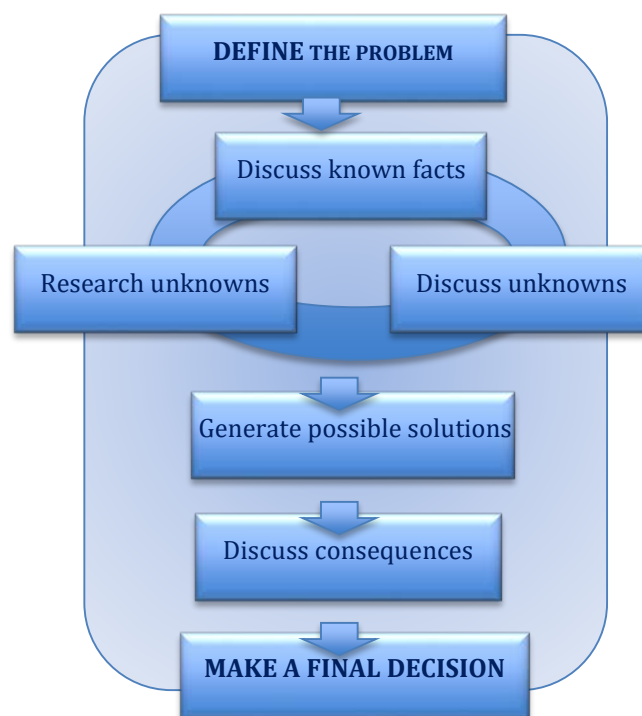 DEFINE THE PROBLEM
Discuss known facts
Research unknowns
Discuss unknowns
Generate possible solutions
Discuss consequences
MAKE A FINAL DECISION